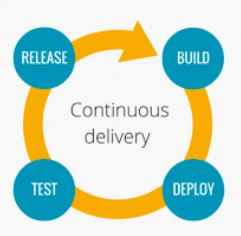 RELEASE
BUILD
Continuous
delivery
TEST
DEPLOY